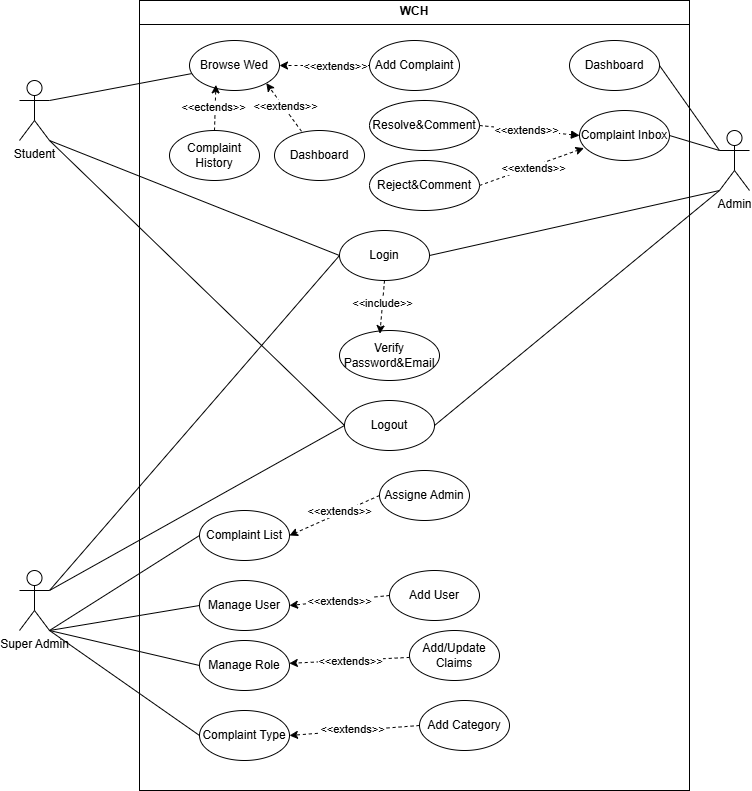 WCH
Browse Wed
<<extends>>
Add Complaint
Dashboard
<<ectends>>
<<extends>>
Complaint
History
Dashboard
Resolve&Comment
<<extends>>
Complaint Inbox
Reject&Comment
<<extends>>
Student
Admin
Login
<<include>>
Verify
Password&Email
Logout
Assigne Admin
<<extends>>
Complaint List
Super Admin
Manage User
<<extends>>
Add User
Manage Role
<<extends>>
Add/Update
Claims
Complaint Type
<<extends>>
Add Category